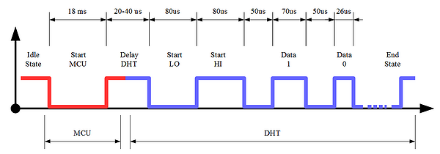 18 ms 20-40 us 80us 80us 50us 70us 50us 26us
Idle Start Delay Start Start Data Data End
State MCU DHT LO HI 1 0 State
MCU DHT